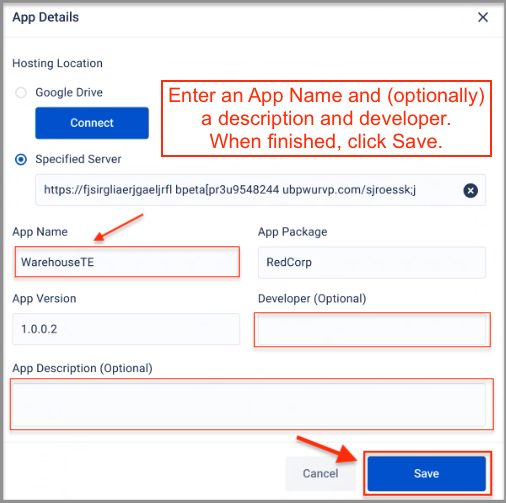 App Details
Hosting Location
Google Drive
Connect
Enter an App Name and (optionally)
a description and developer.
When finished, click Save.
Specified Server
https://fjsirgliaerjgaeljrfl bpeta[pr3u9548244 ubpwurvp.com/sjroessk;j
App Name
App Package
WarehouseTE
RedCorp
App Version
Developer (Optional)
1.0.0.2
App Description (Optional)
Cancel
Save